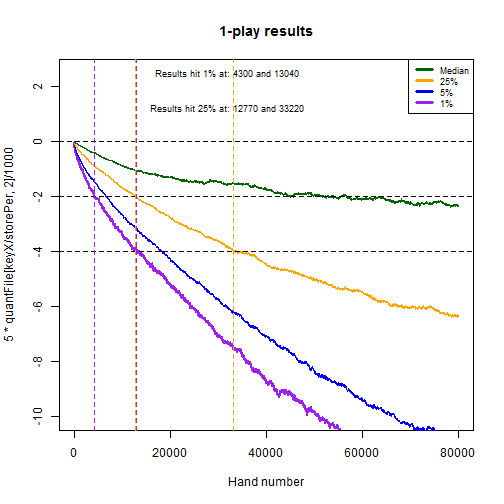 1-play results
Results hit 1% at: 4300 and 13040
Results hit 25% at: 12770 and 33220
Median
25%
5%
1%
5 * quantFile[keyX/storePer, 2]/1000
2
0
-2
-4
-6
-8
-10
0
20000
40000
60000
80000
Hand number